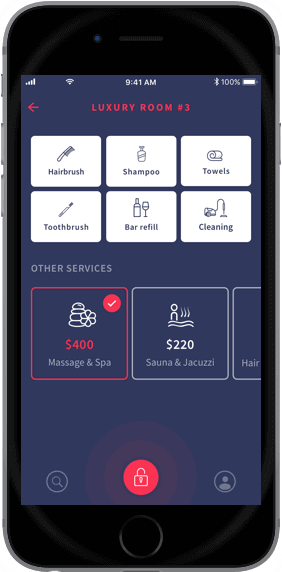 9:41 AM
100%
LUXURY ROOM #3
Hairbrush
Shampoo
Towels
Toothbrush
Bar refill
Cleaning
OTHER SERVICES
$400
Massage & Spa
$220
Sauna & Jacuzzi
Hair